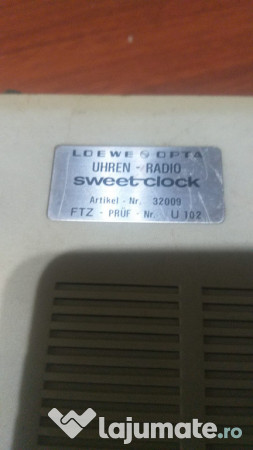 LOEWE OPTA
UHREN - RADIO
sweet-clock
Artikel - Nr. 32009
FTZ - PRÜF - Nr. U 102
lajumate.ro